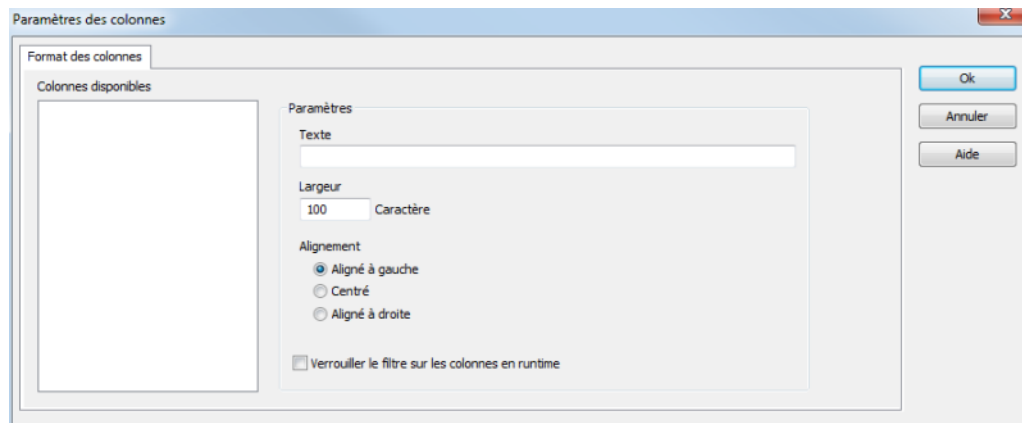 Paramètres des colonnes
Format des colonnes
Colonnes disponibles
Paramètres
Texte
Largeur
100 Caractère
Alignement
Aligné à gauche
Centré
Aligné à droite
Verrouiller le filtre sur les colonnes en runtime
Ok
Annuler
Aide